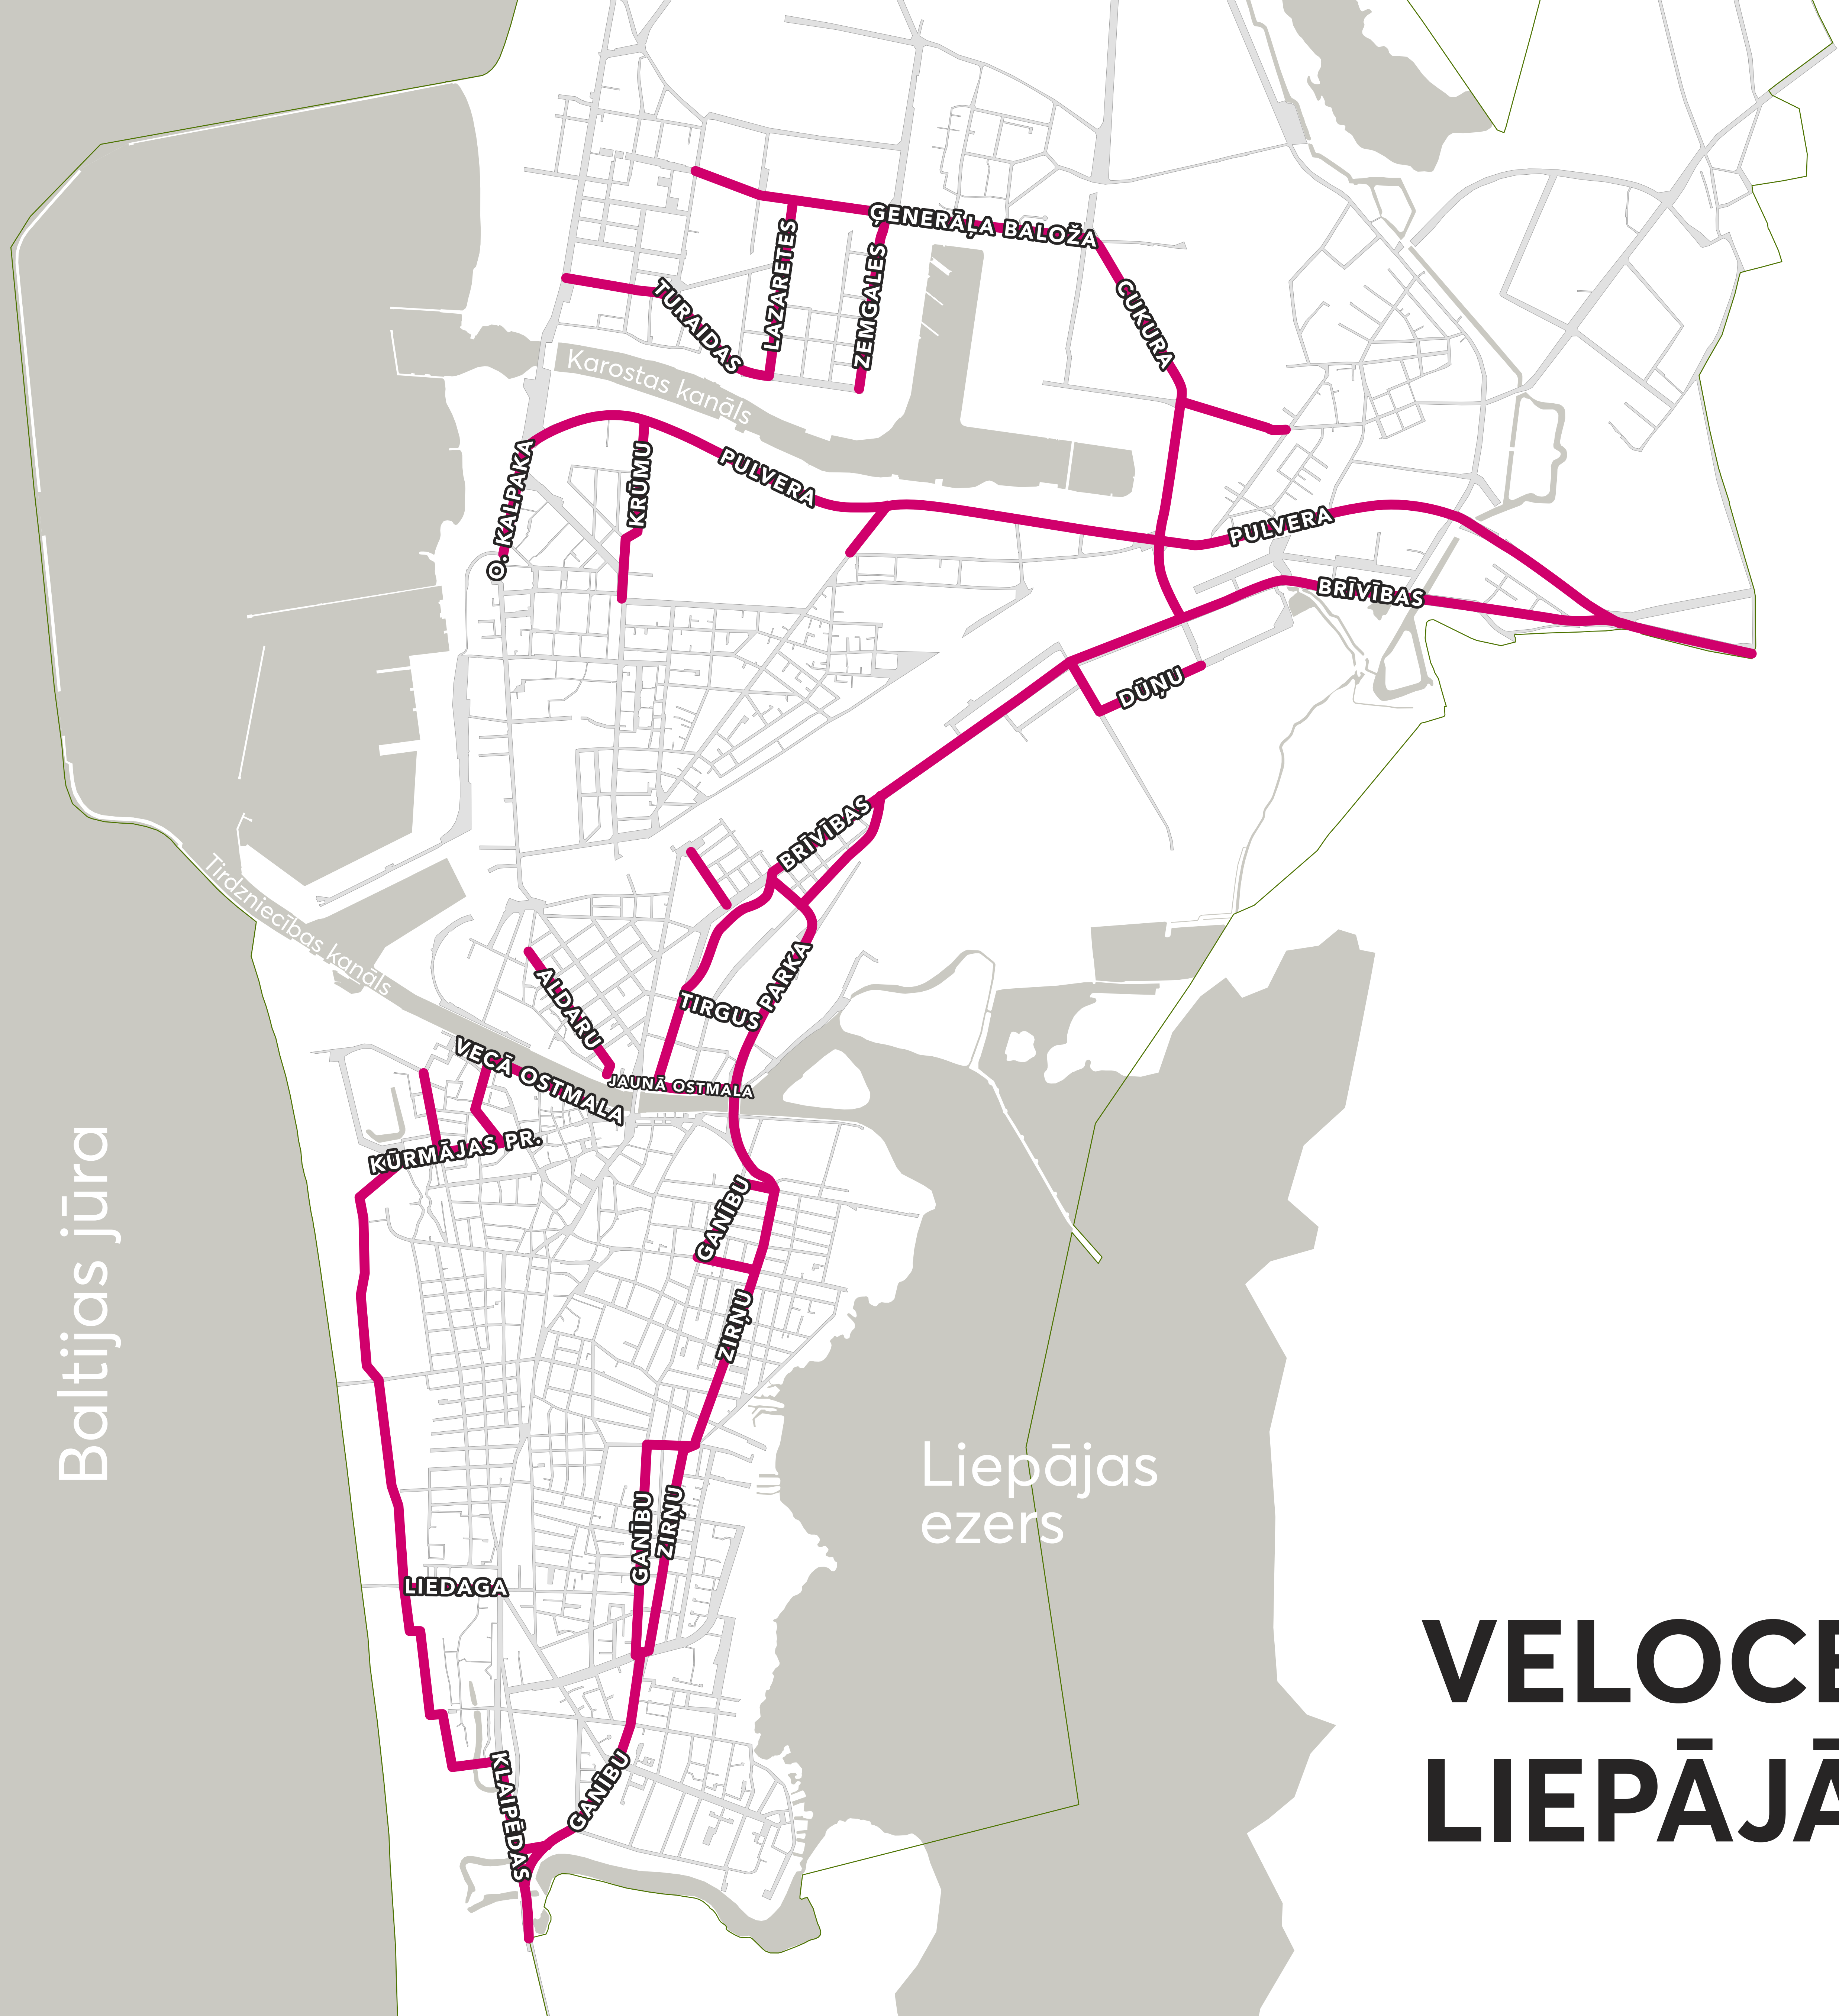 ĢENERĀĻA BALOŽA
LAZARETES
ZEMGALES
TURAIDAS
CUKURA
Karostas kanāls
O. KALPAKA
KRŪMU
PULVERA
PULVERA
BRĪVĪBAS
DŪŅU
BRĪVĪBAS
Tirdzniecības kanāls
ALDARU
TIRGUS
PARKA
VECĀ OSTMALA
JAUNĀ OSTMALA
KŪRMĀJAS PR.
Baltijas jūra
GANĪBU
ZIRŅU
Liepājas
ezers
GANĪBU
ZIRŅU
LIEDAGA
VELOCE
LIEPĀJĀ
KLAIPĒDAS
GANĪBU